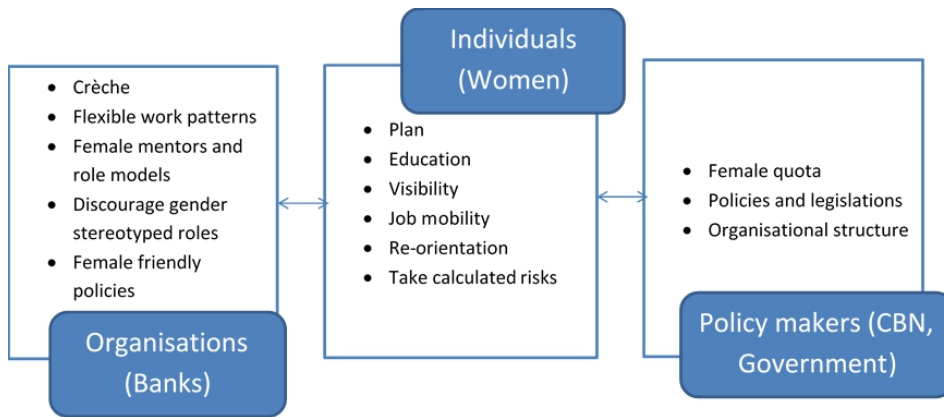 • Crèche
• Flexible work patterns
• Female mentors and
role models
• Discourage gender
stereotyped roles
• Female friendly
policies
Organisations
(Banks)
Individuals
(Women)
• Plan
• Education
• Visibility
• Job mobility
• Re-orientation
• Take calculated risks
• Female quota
• Policies and legislations
• Organisational structure
Policy makers (CBN,
Government)